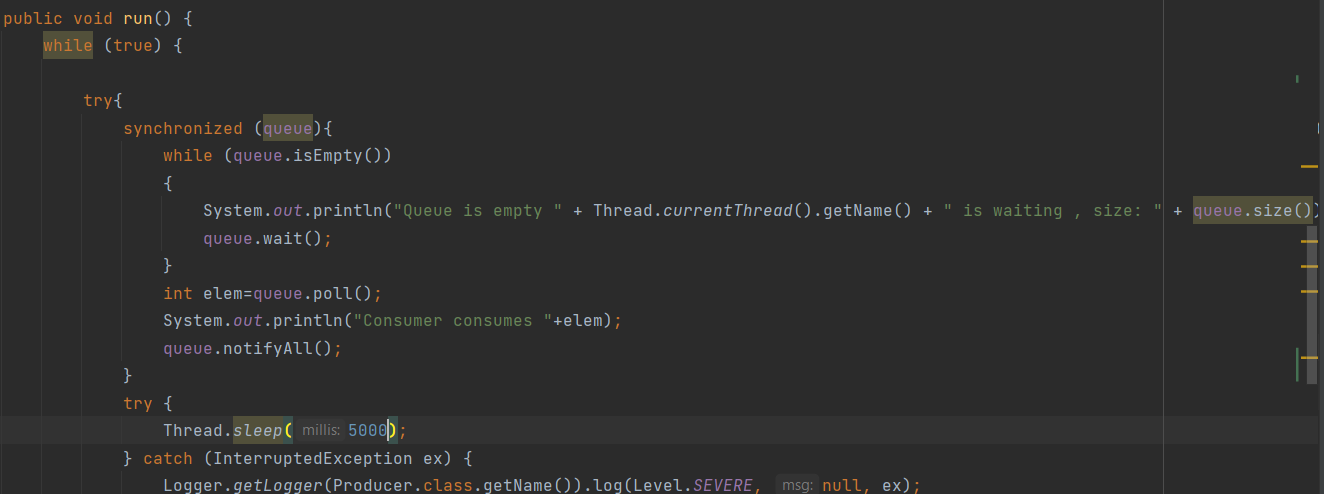 public void run() {
while (true) {
try{
synchronized (queue){
while (queue.isEmpty())
{
System.out.println("Queue is empty " + Thread.currentThread().getName() + " is waiting , size: " + queue.size())
queue.wait();
}
int elem=queue.poll();
System.out.println("Consumer consumes "+elem);
queue.notifyAll();
}
try {
Thread.sleep( millis: 5000);
} catch (InterruptedException ex) {
Logger.getLogger(Producer.class.getName()).log(Level.SEVERE, msg: null, ex);